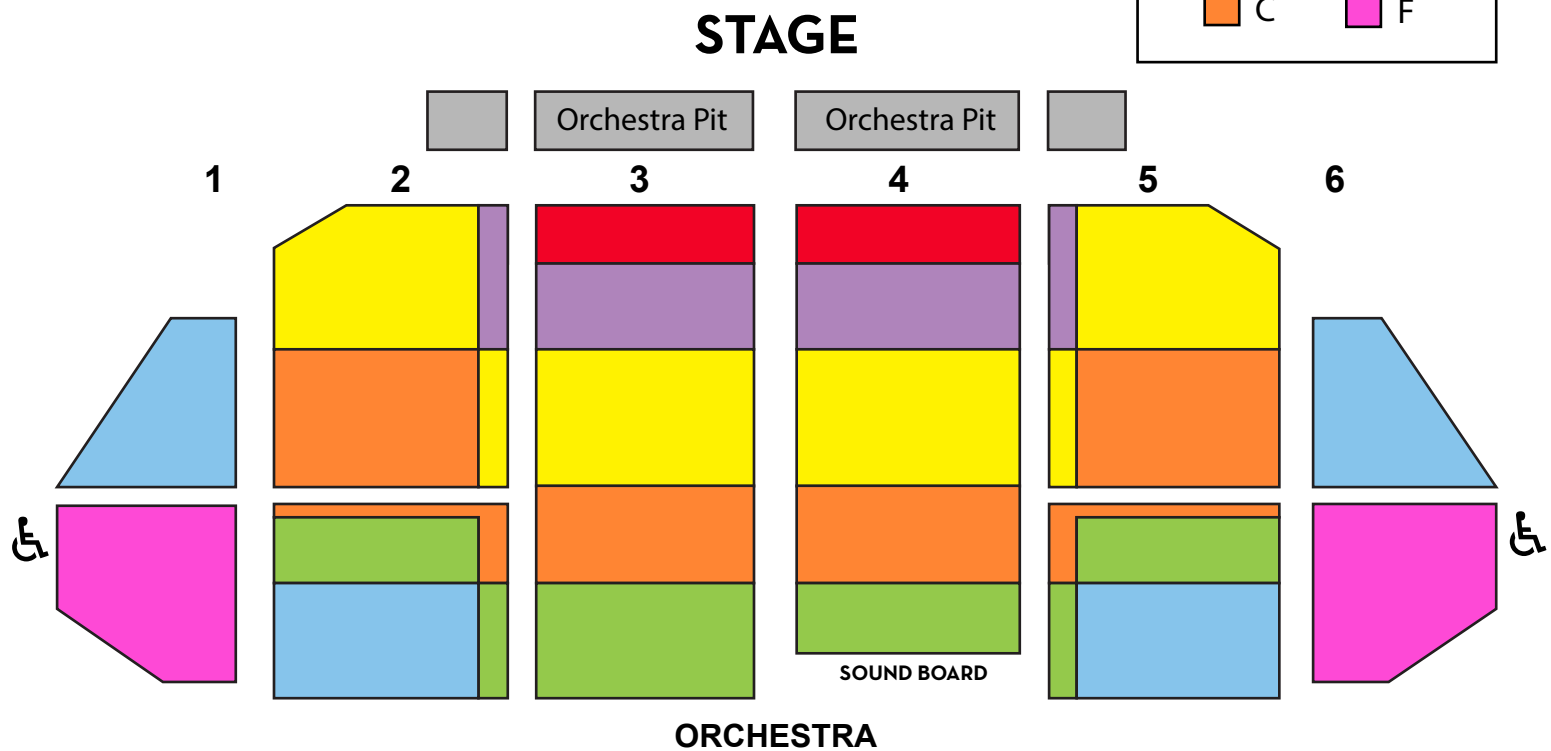 C F
STAGE
Orchestra Pit Orchestra Pit
1 2 3 4 5 6
SOUND BOARD
ORCHESTRA